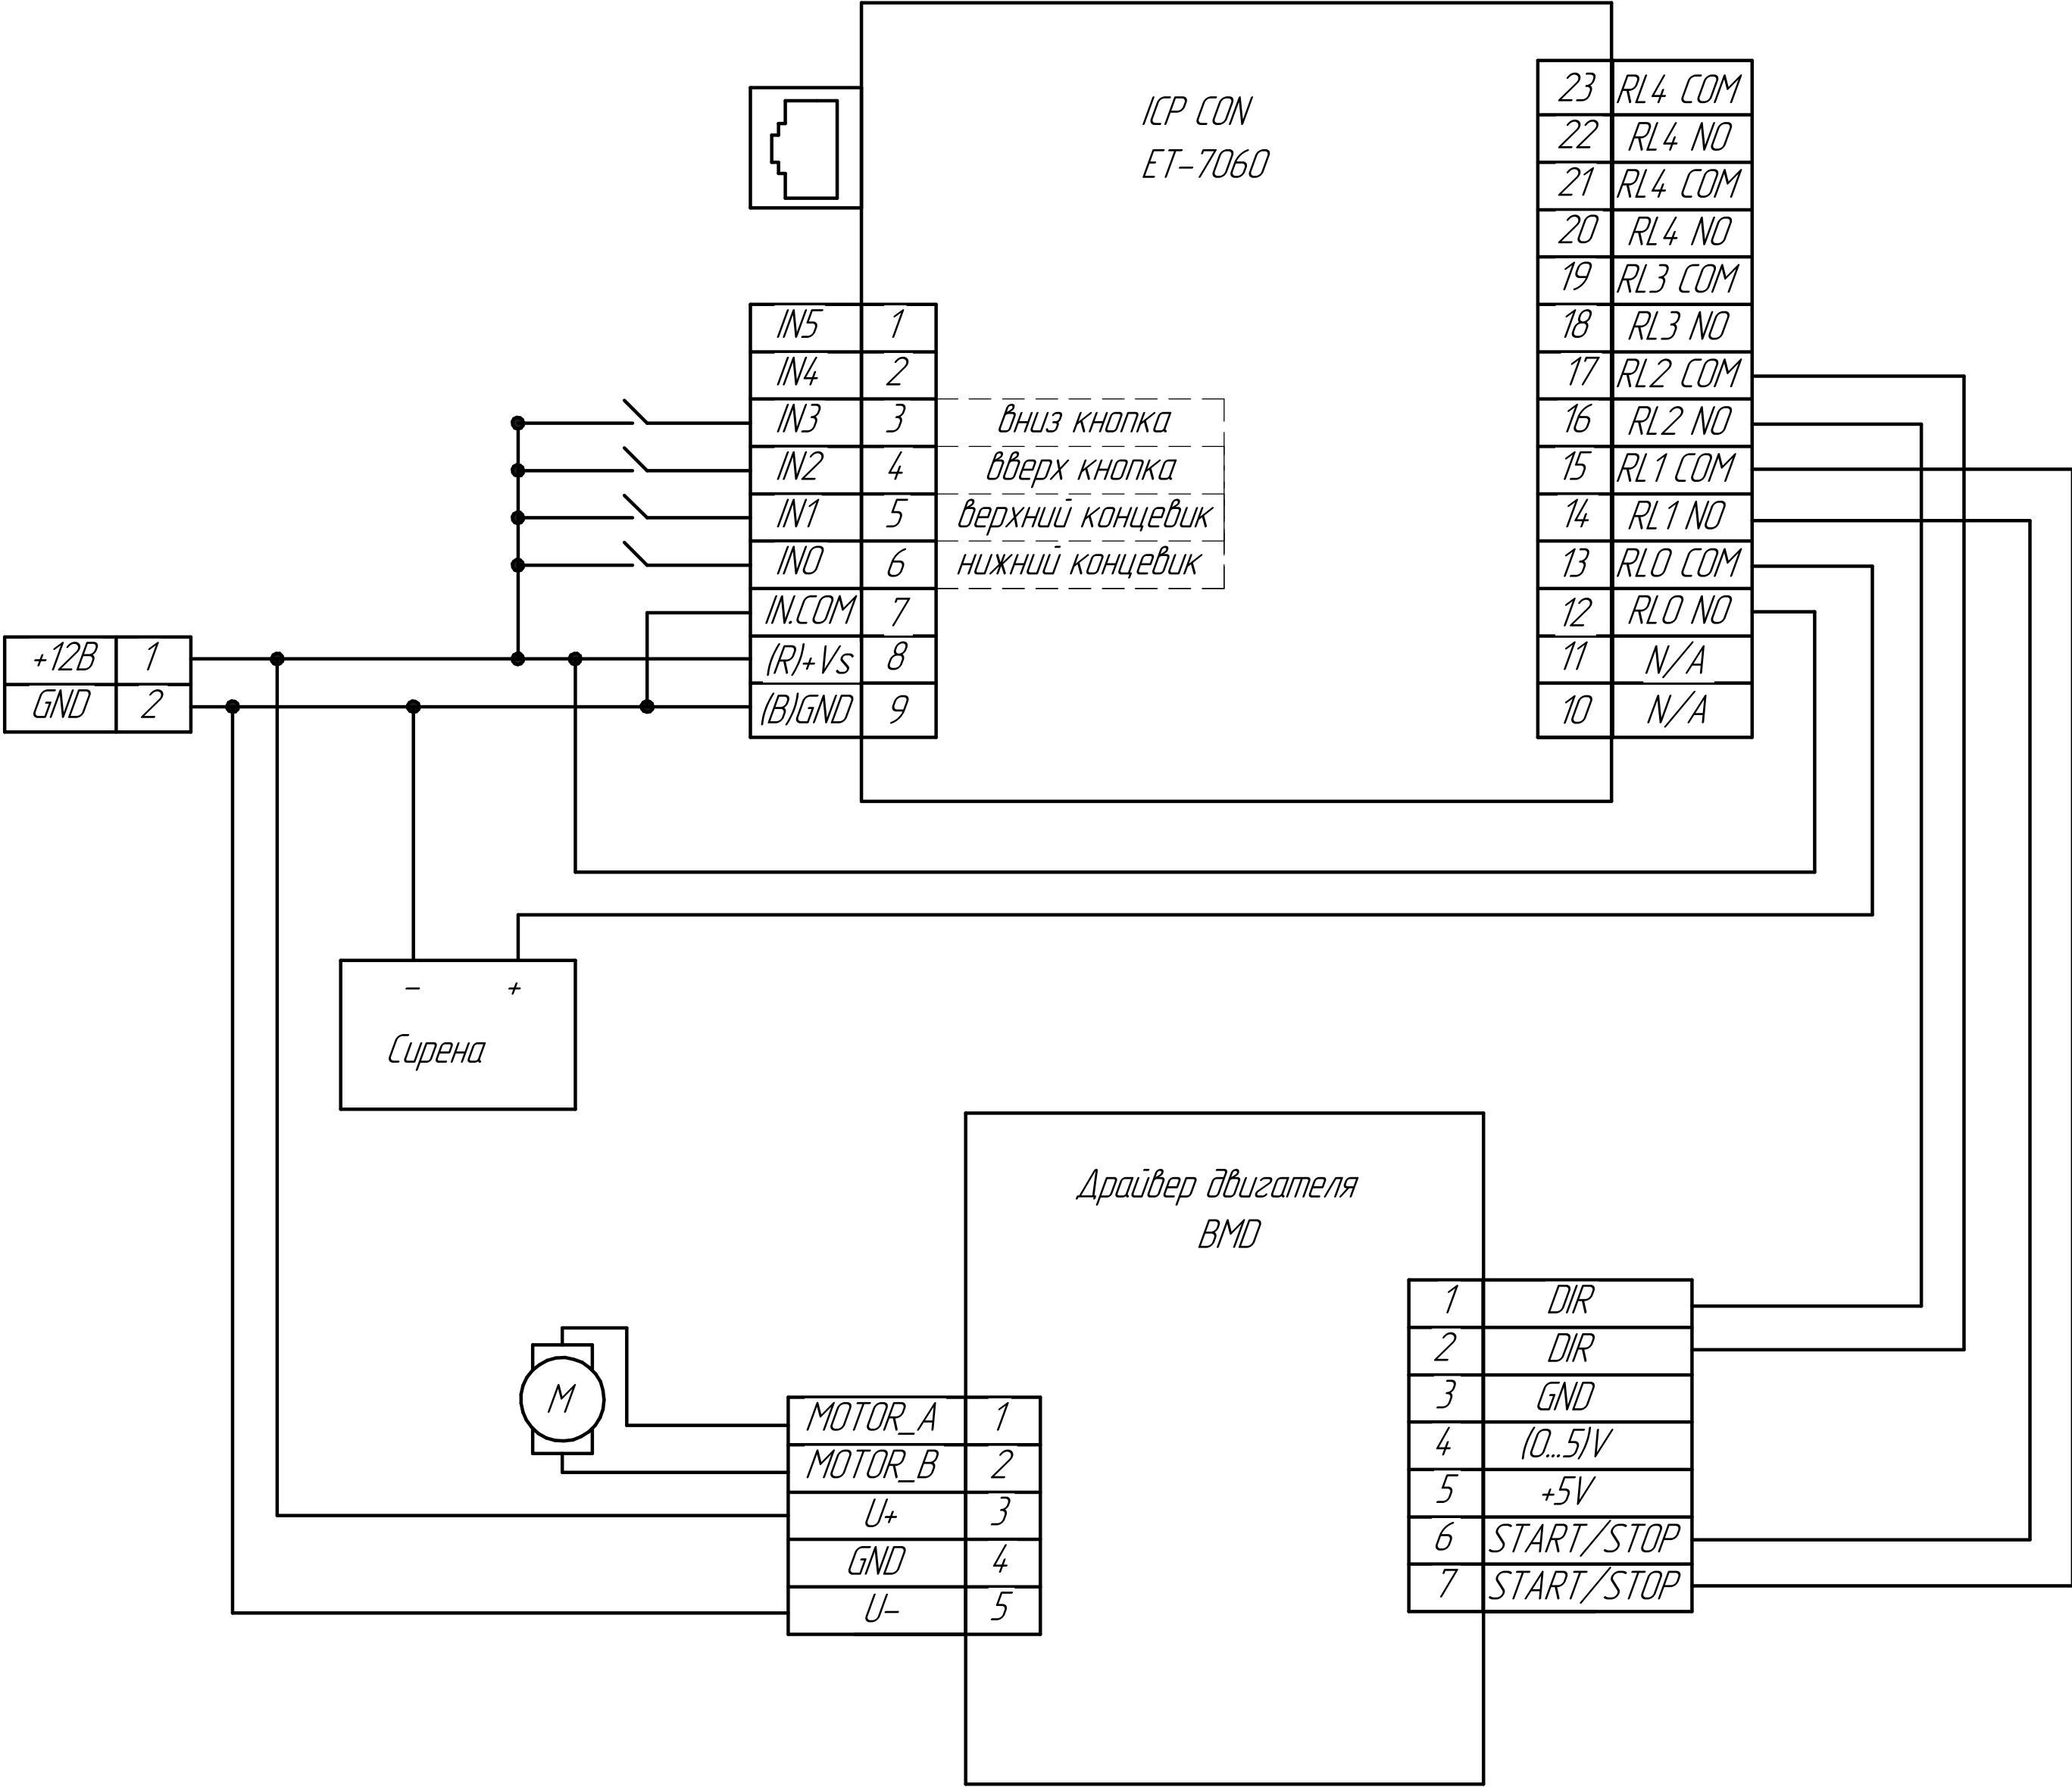 ICP CON
ET-7060
23 RL4 COM
22 RL4 NO
21 RL4 COM
20 RL4 NO
19 RL3 COM
18 RL3 NO
17 RL2 COM
16 RL2 NO
15 RL1 COM
14 RL1 NO
13 RL0 COM
12 RL0 NO
11 N/A
10 N/A
IN5 1
IN4 2
IN3 3 вниз кнопка
IN2 4 вверх кнопка
IN1 5 верхний концевик
IN0 6 нижний концевик
IN.COM 7
(R)+Vs 8
(B)GND 9
+12В 1
GND 2
- +
Сирена
Драйвер двигателя
BMD
1 DIR
2 DIR
3 GND
4 (0...5)V
5 +5V
6 START/STOP
7 START/STOP
M
MOTOR_A 1
MOTOR_B 2
U+ 3
GND 4
U- 5